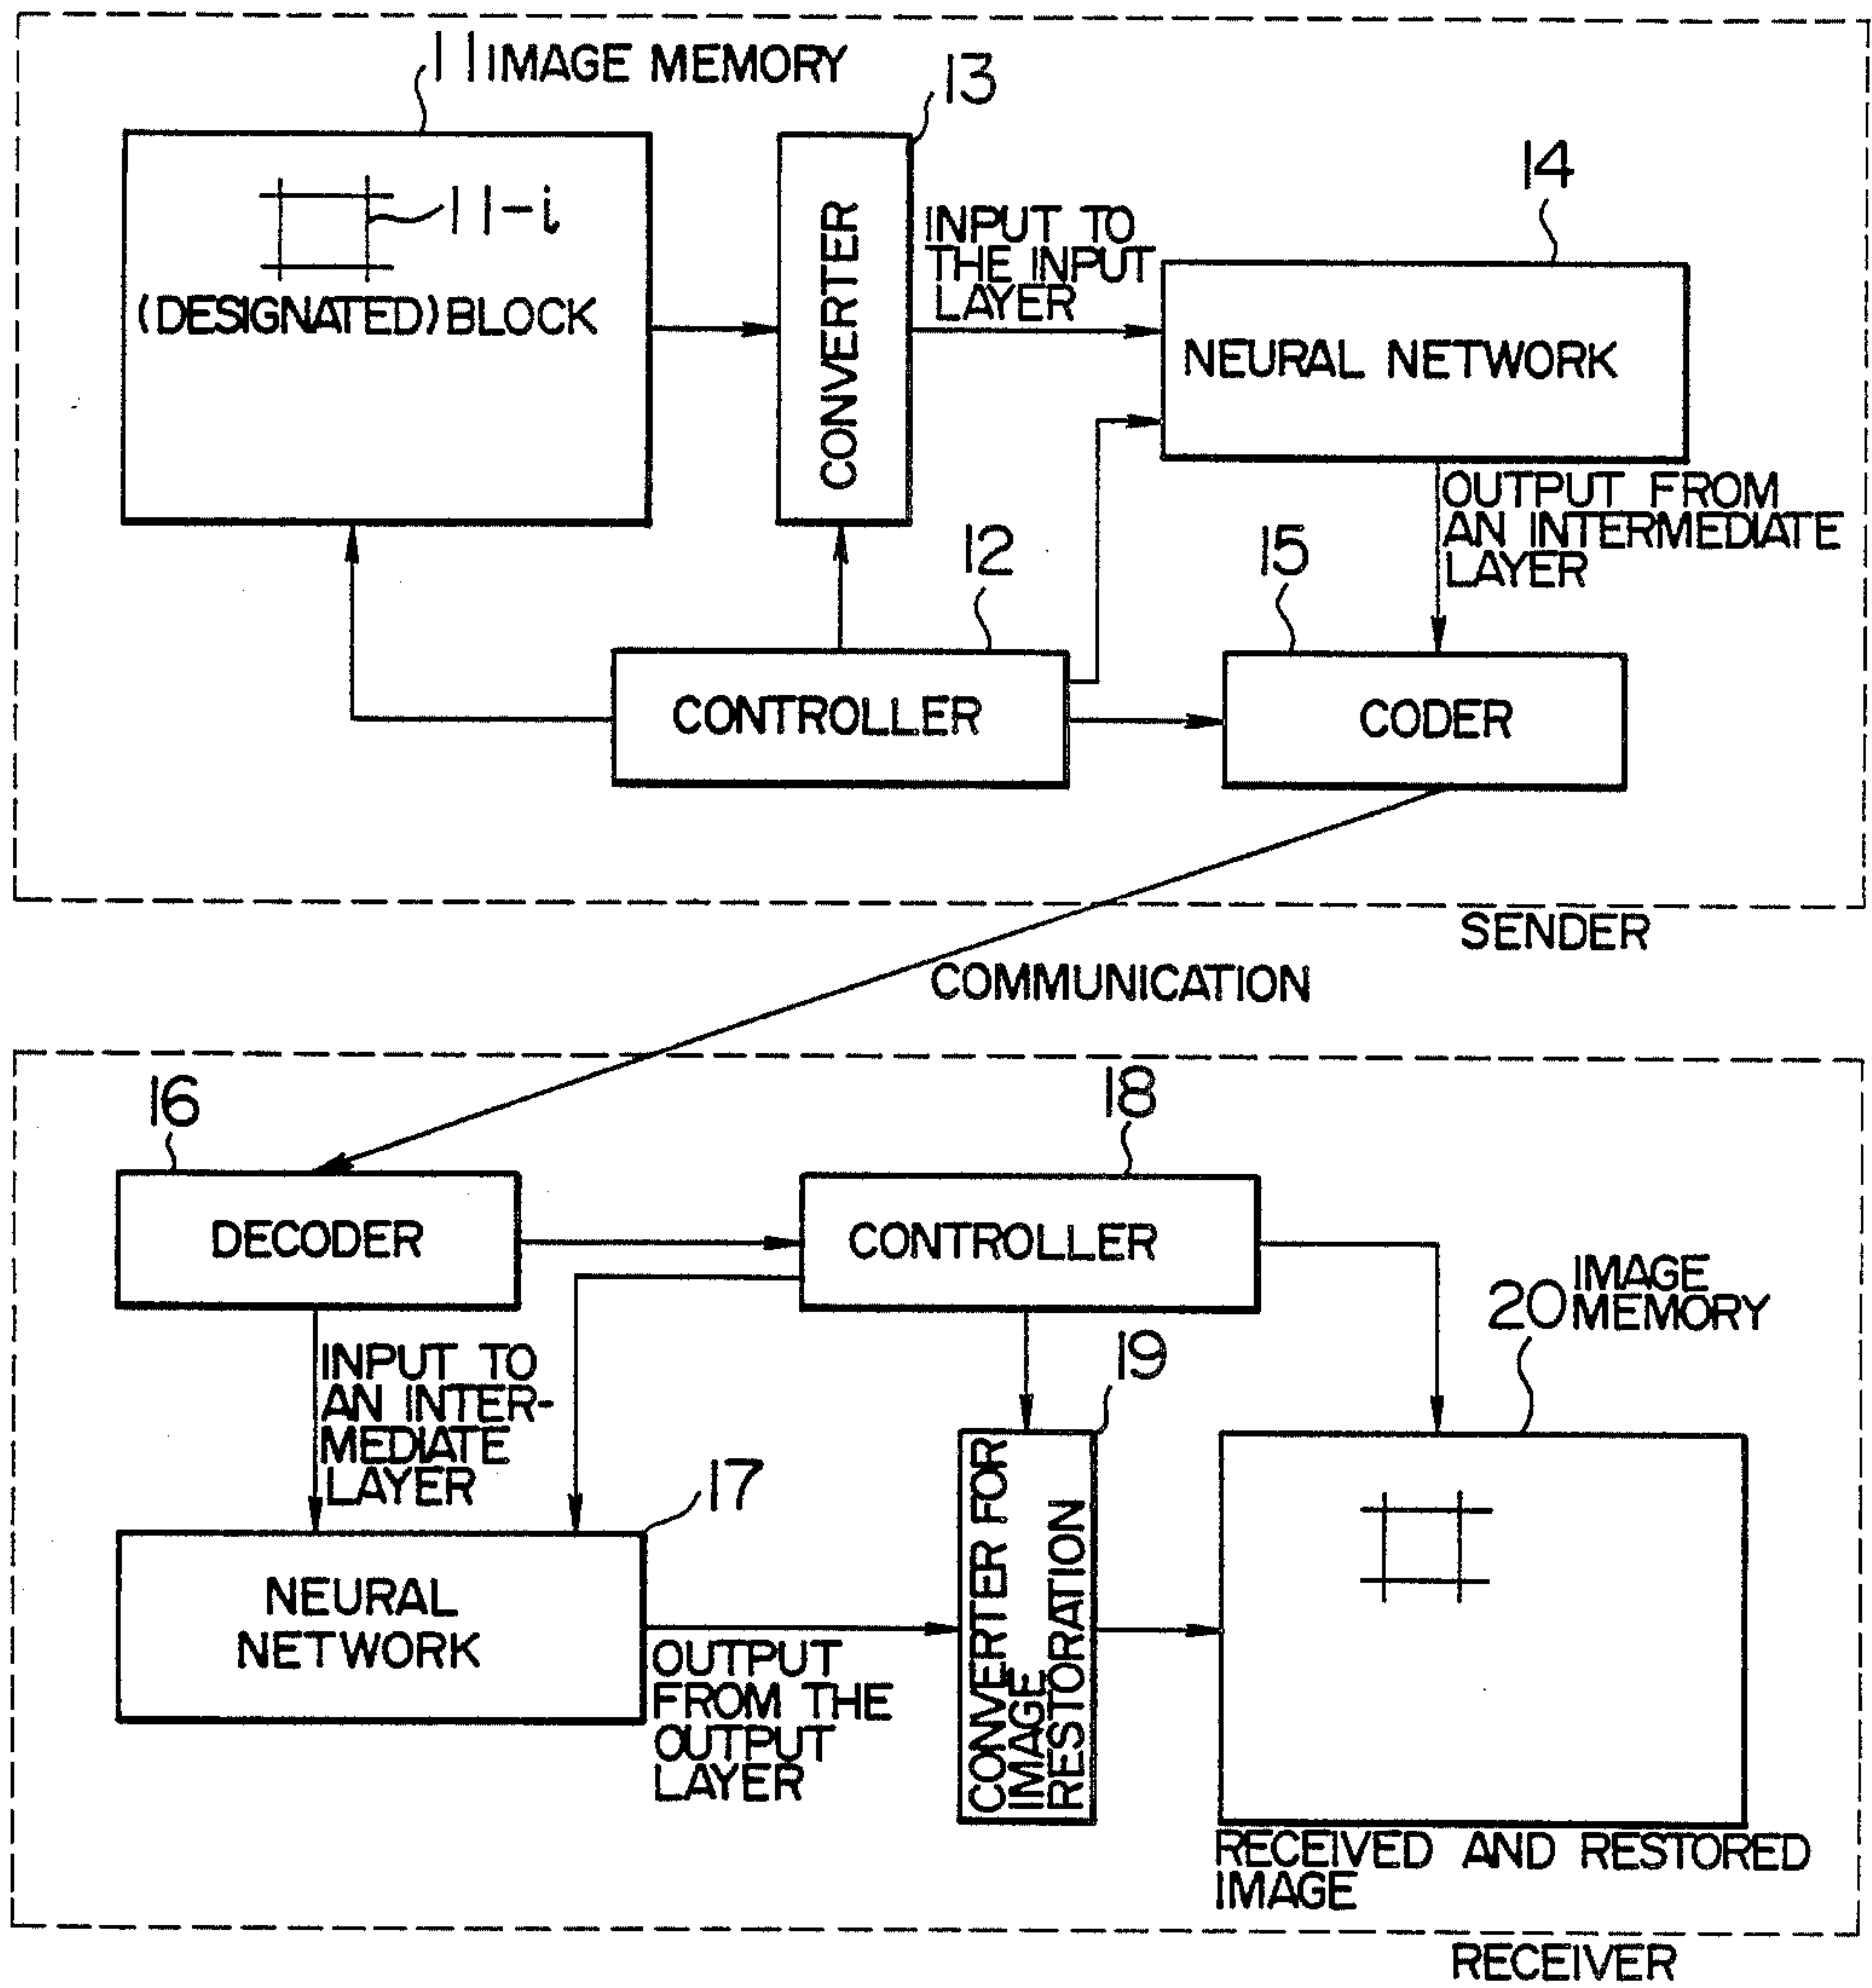 11 IMAGE MEMORY
13
14
11-i
(DESIGNATED) BLOCK
CONVERTER
INPUT TO
THE INPUT
LAYER
NEURAL NETWORK
OUTPUT FROM
AN INTERMEDIATE
LAYER
12
15
CONTROLLER
CODER
SENDER
COMMUNICATION
16
18
DECODER
CONTROLLER
20 IMAGE
MEMORY
INPUT TO
AN INTER-
MEDIATE
LAYER
19
17
NEURAL
NETWORK
OUTPUT
FROM THE
OUTPUT
LAYER
CONVERTER FOR
IMAGE
RESTORATION
RECEIVED AND RESTORED
IMAGE
RECEIVER